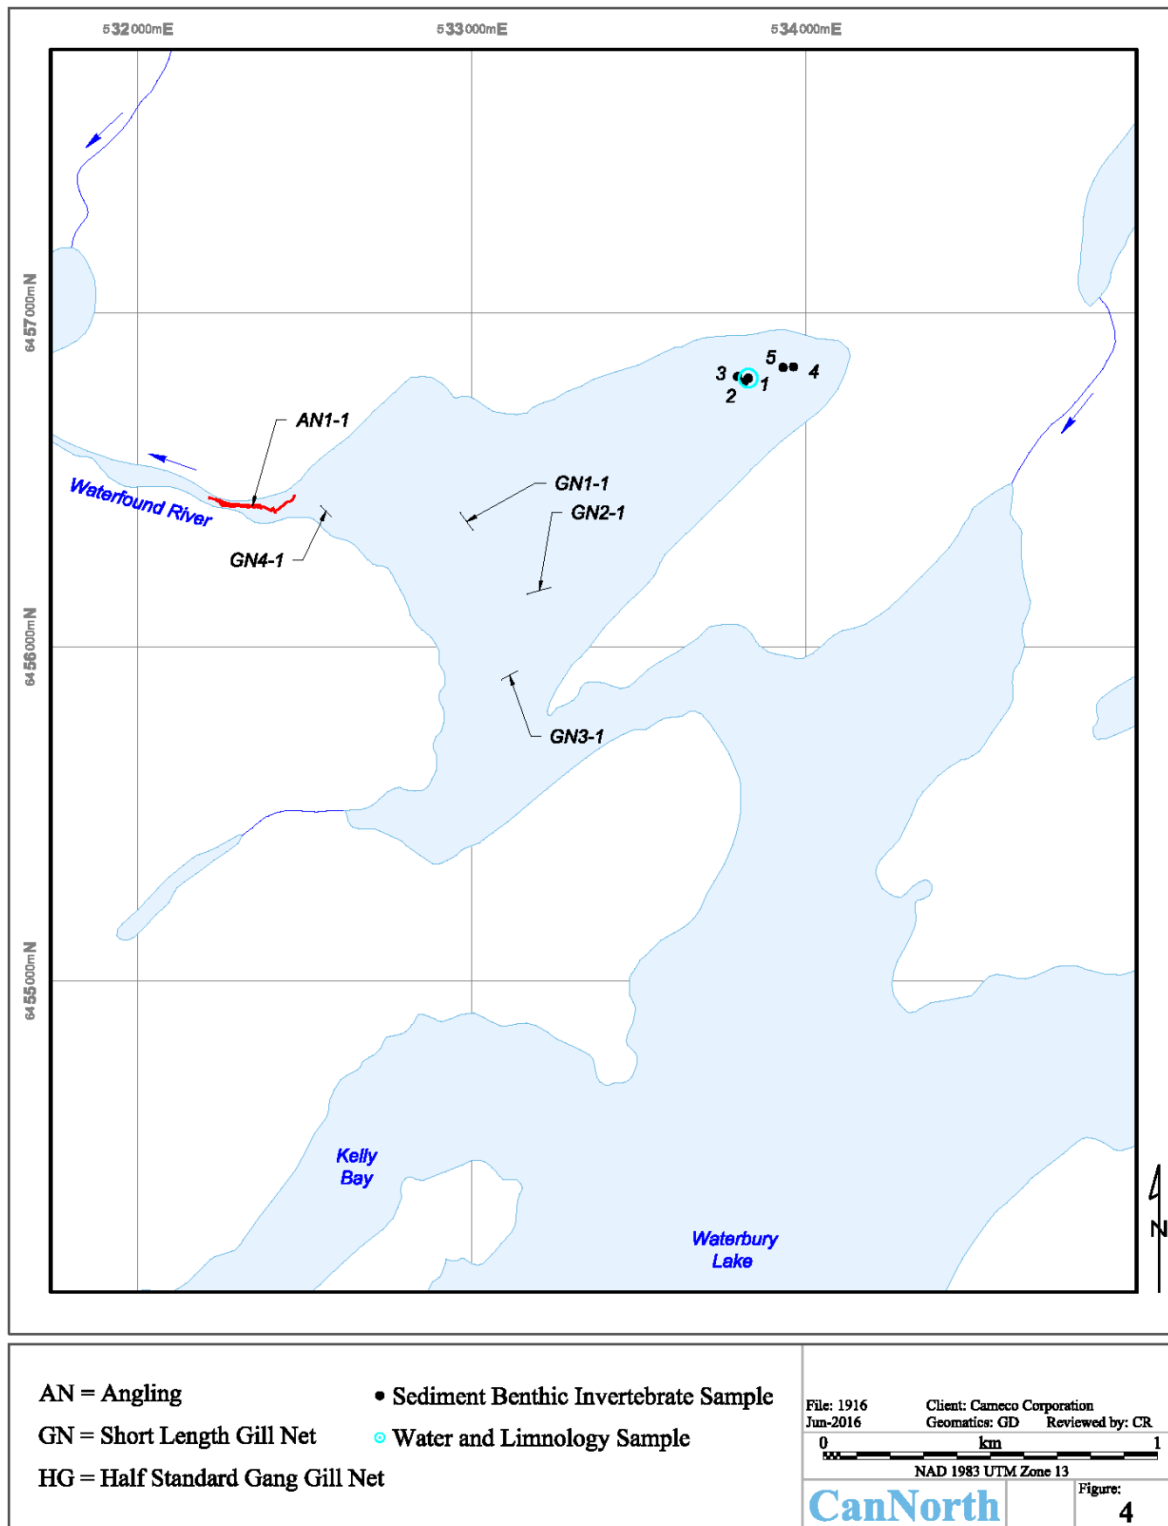 532000mE 533000mE 534000mE
6457000mN
6456000mN
6455000mN
5
3
4
1
2
AN1-1
GN1-1
Waterfound River
GN2-1
GN4-1
GN3-1
Kelly
Bay
Waterbury
Lake
N
AN = Angling
GN = Short Length Gill Net
HG = Half Standard Gang Gill Net
Sediment Benthic Invertebrate Sample
Water and Limnology Sample
File: 1916 Client: Cameco Corporation
Jun-2016 Geomatics: GD Reviewed by: CR
0 km 1
NAD 1983 UTM Zone 13
CanNorth
Figure:
4